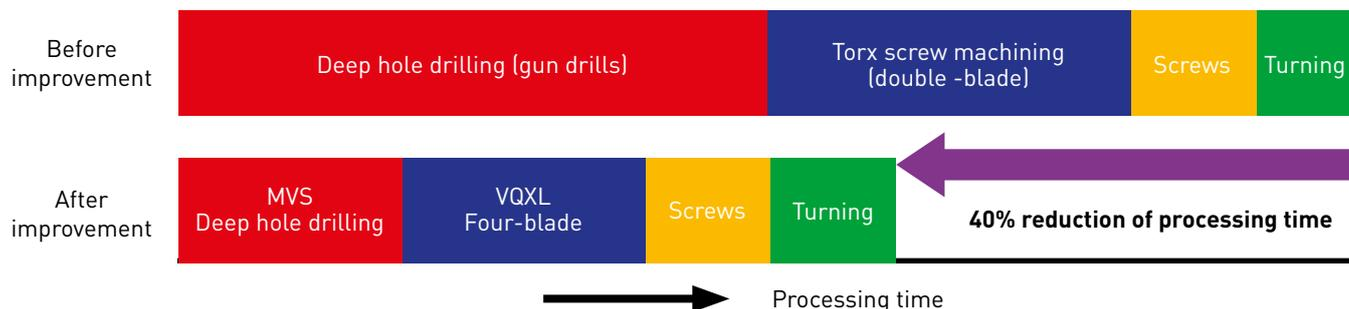 Before
improvement
Deep hole drilling (gun drills)
Torx screw machining
(double -blade)
Screws
Turning
After
improvement
MVS
Deep hole drilling
VQXL
Four-blade
Screws
Turning
40% reduction of processing time
Processing time